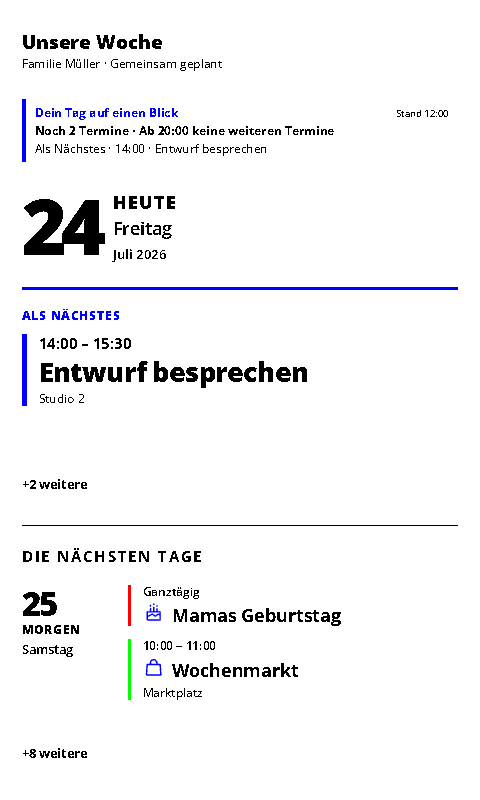 Unsere Woche
Familie Müller · Gemeinsam geplant
Dein Tag auf einen Blick
Stand 12:00
Noch 2 Termine · Ab 20:00 keine weiteren Termine
Als Nächstes · 14:00 · Entwurf besprechen
24
HEUTE
Freitag
Juli 2026
ALS NÄCHSTES
14:00 – 15:30
Entwurf besprechen
Studio 2
+2 weitere
DIE NÄCHSTEN TAGE
25
MORGEN
Samstag
Ganztägig
Mamas Geburtstag
10:00 – 11:00
Wochenmarkt
Marktplatz
+8 weitere